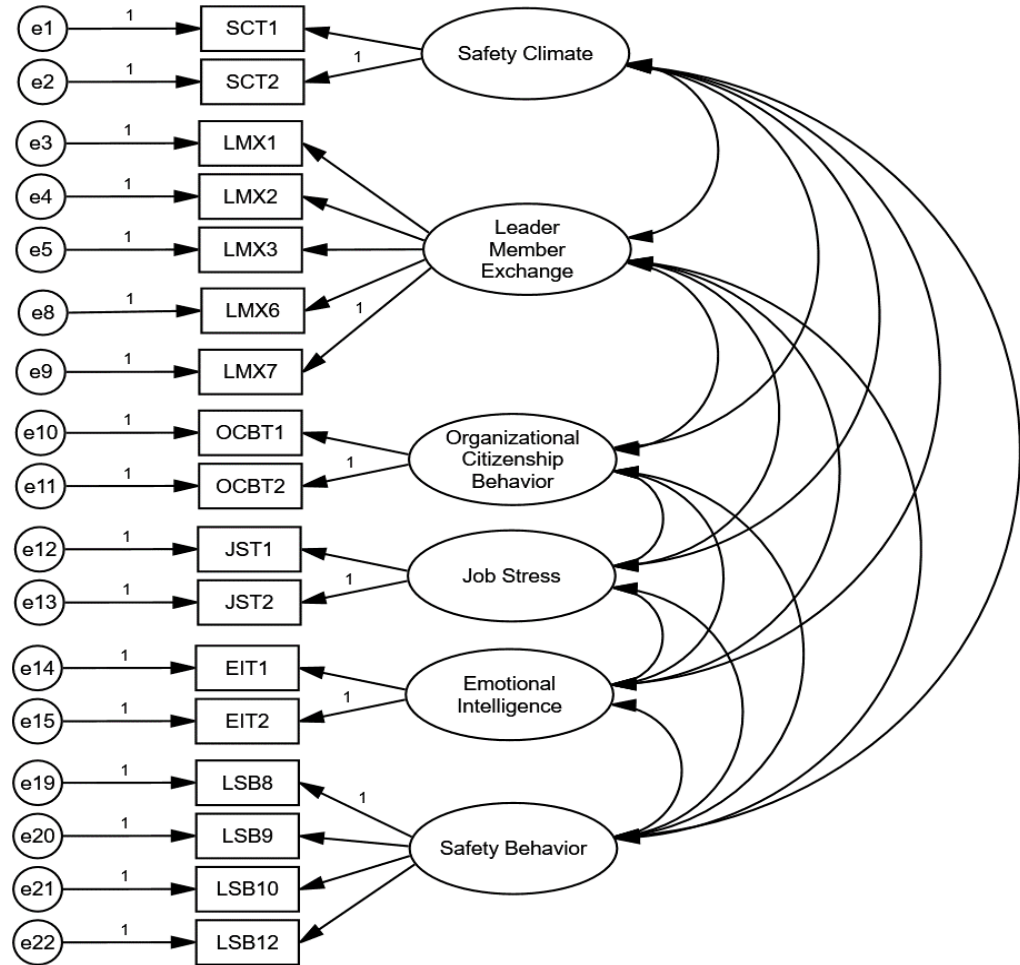 e1 1 SCT1
Safety Climate
e2 1 SCT2 1
e3 1 LMX1
e4 1 LMX2
Leader
Member
Exchange
e5 1 LMX3
e8 1 LMX6 1
e9 1 LMX7
e10 1 OCBT1
Organizational
Citizenship
Behavior
e11 1 OCBT2 1
e12 1 JST1
Job Stress
e13 1 JST2 1
e14 1 EIT1
Emotional
Intelligence
e15 1 EIT2 1
e19 1 LSB8 1
e20 1 LSB9
Safety Behavior
e21 1 LSB10
e22 1 LSB12